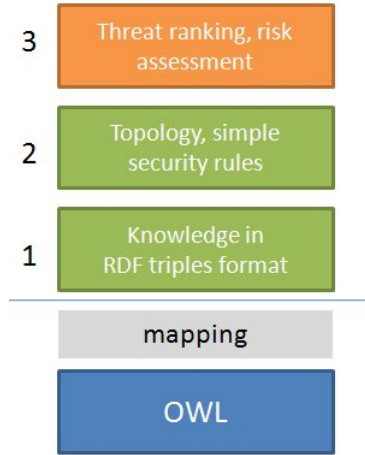 3
Threat ranking, risk
assessment
2
Topology, simple
security rules
1
Knowledge in
RDF triples format
mapping
OWL